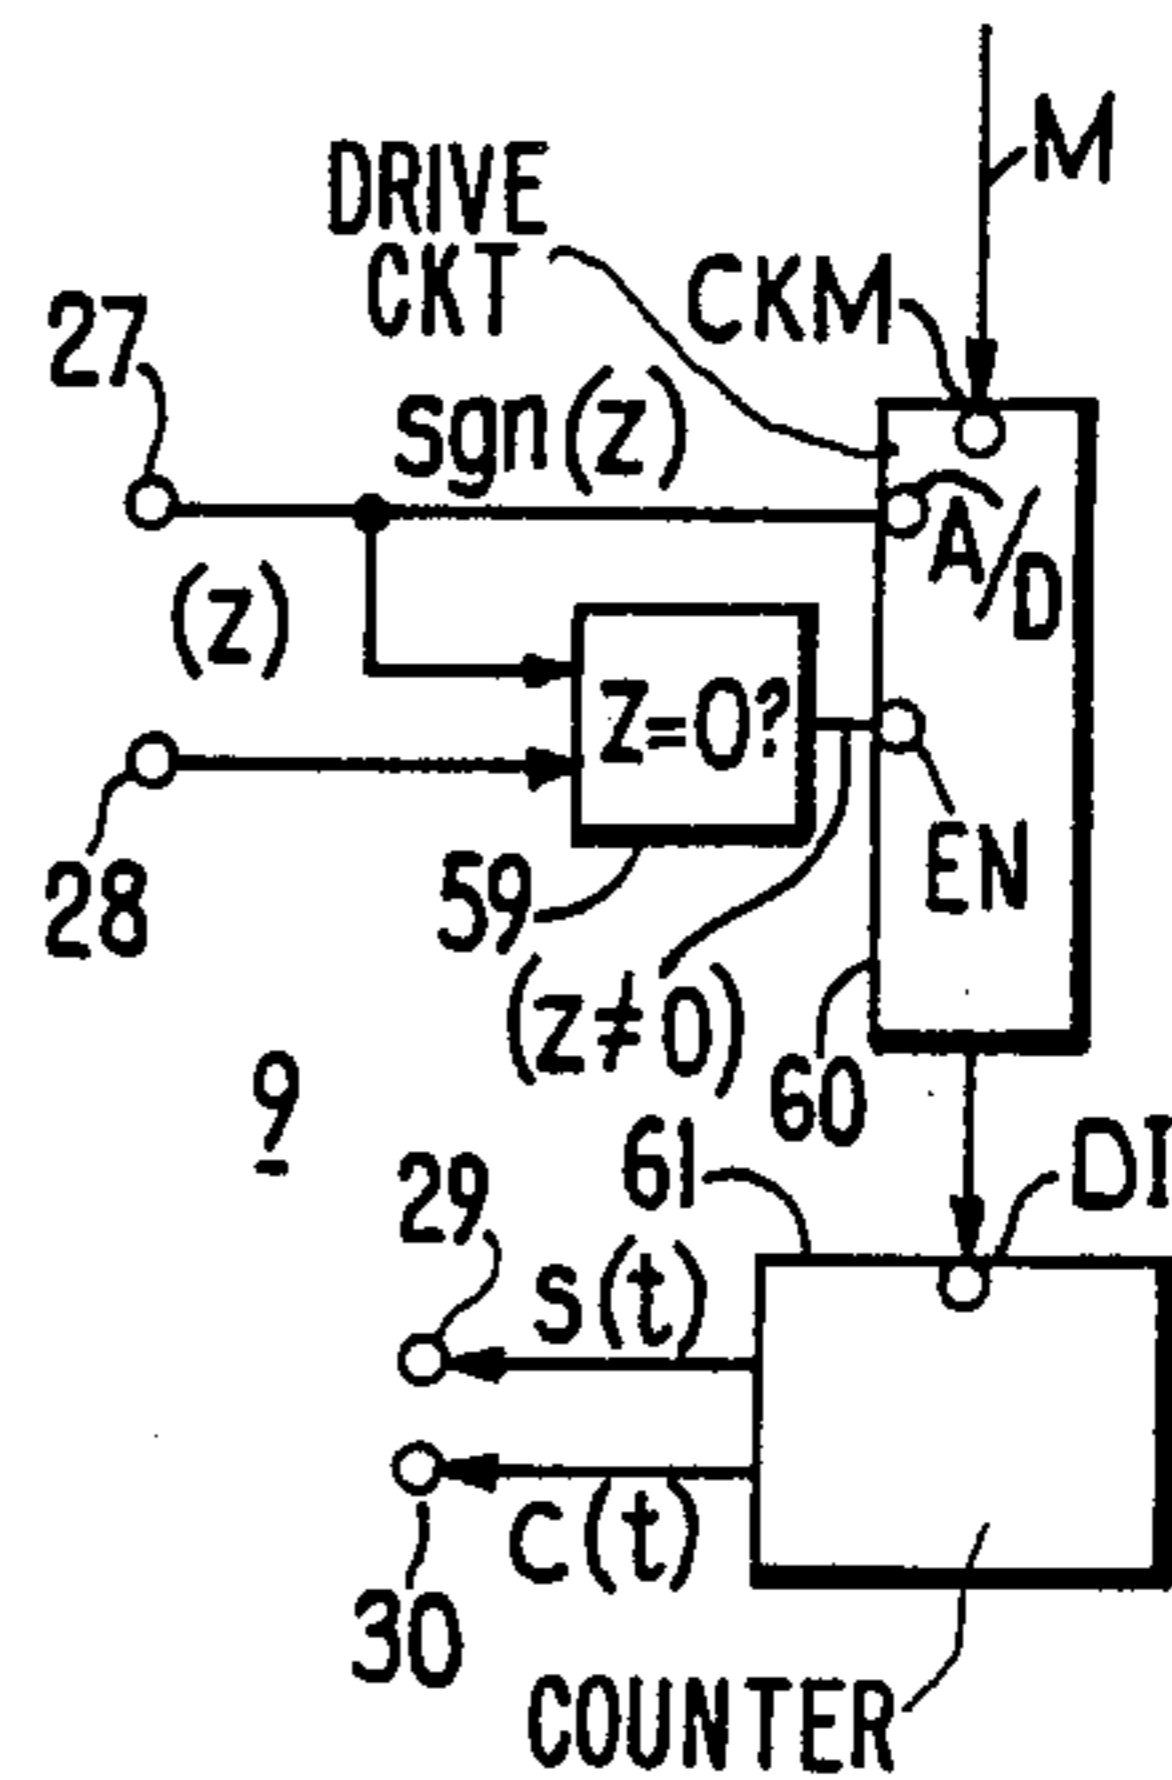 M
DRIVE
CKT
CKM
27
sgn(z)
A/D
(z)
Z=0?
28
EN
59
(z≠0)
60
9
61
DI
29
s(t)
c(t)
30
COUNTER